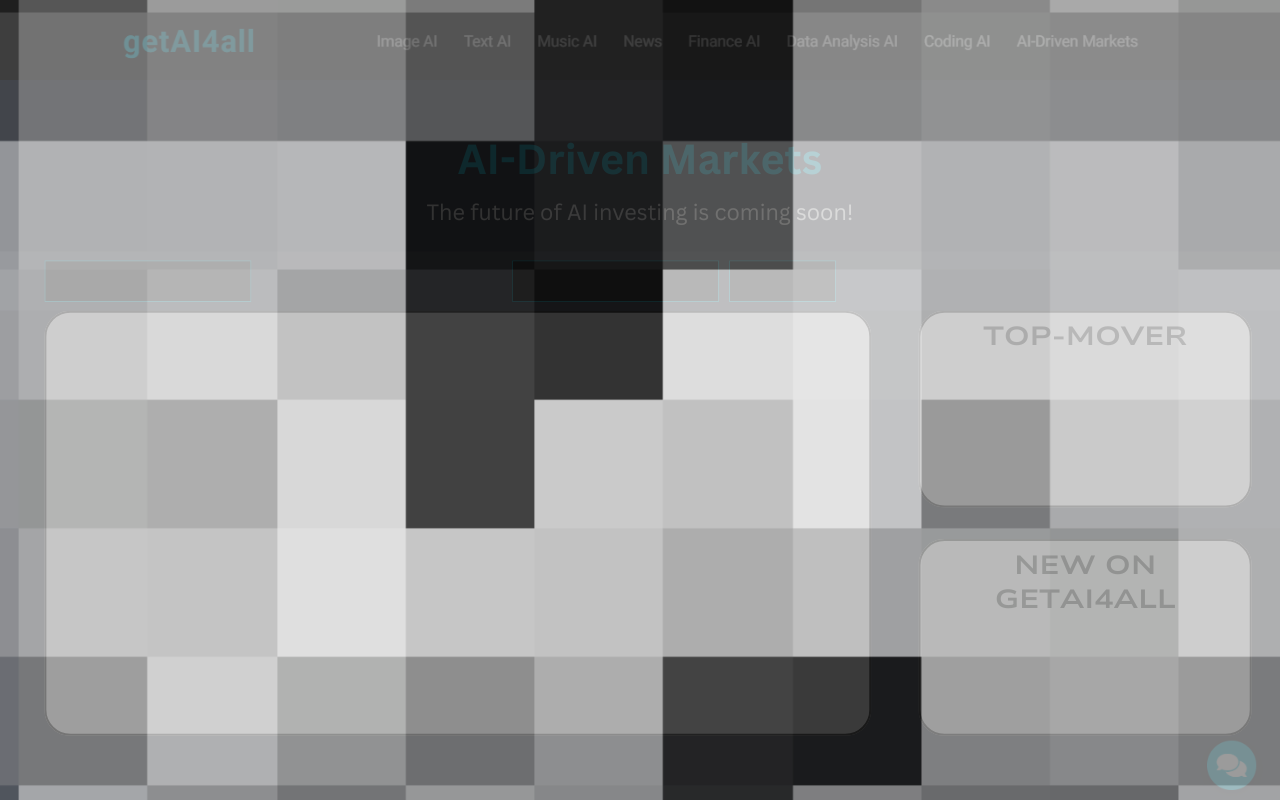 getAI4all
Image AI Text AI Music AI News Finance AI Data Analysis AI Coding AI AI-Driven Markets
AI-Driven Markets
The future of AI investing is coming soon!
TOP-MOVER
NEW ON
GETAI4ALL